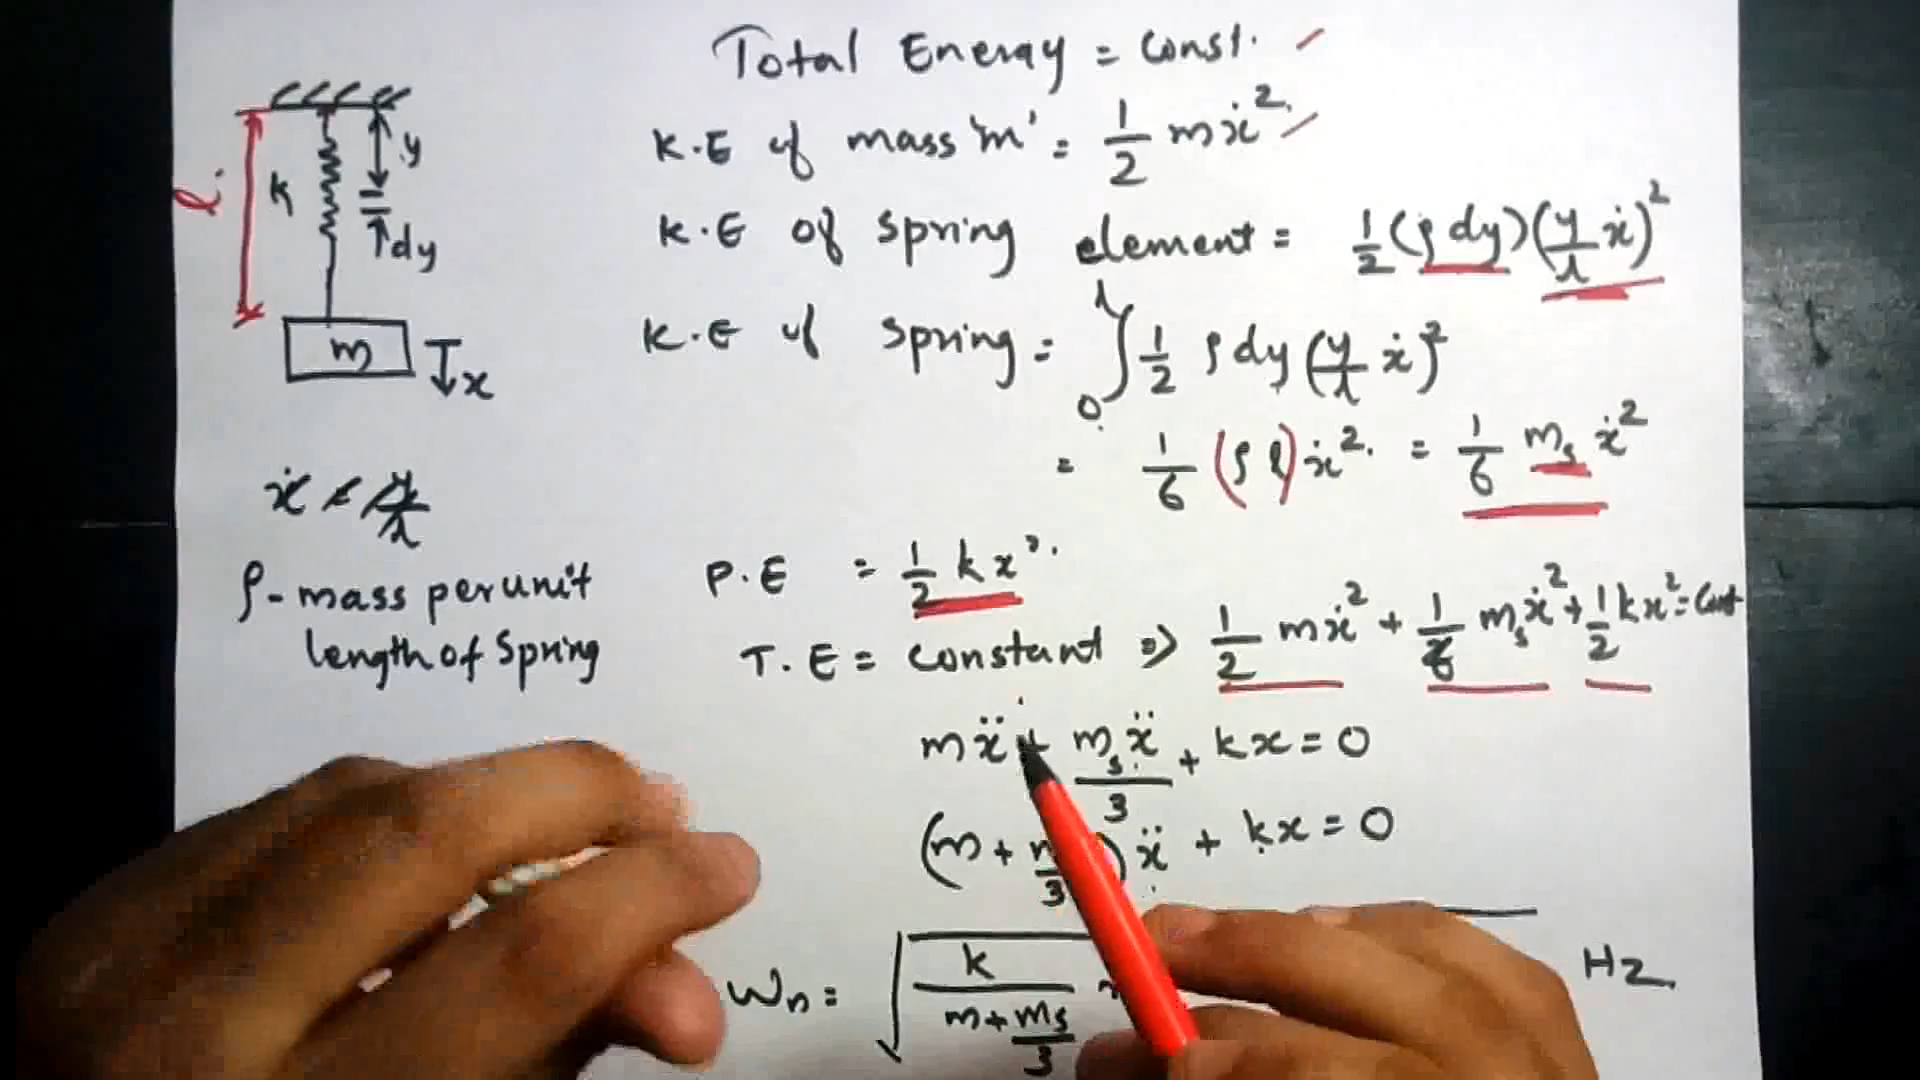 Total Energy = Const.
K.E of mass 'm' = 1/2 mẋ²
K.E of Spring element = 1/2 (ρ dy)(y/l ẋ)²
K.E of Spring = ∫₀ˡ 1/2 ρ dy (y/l ẋ)²
= 1/6 (ρ l) ẋ² = 1/6 mₛ ẋ²
P.E = 1/2 kx²
T.E = Constant ⇒ 1/2 mẋ² + 1/6 mₛẋ² + 1/2 kx² = Const
mẍ + mₛẍ/3 + kx = 0
(m + /3) ẍ + kx = 0
Wn = √ k/(m + mₛ/3)
Hz
l
k
y
dy
m
x
ẋ y/l
ρ - mass per unit
length of Spring